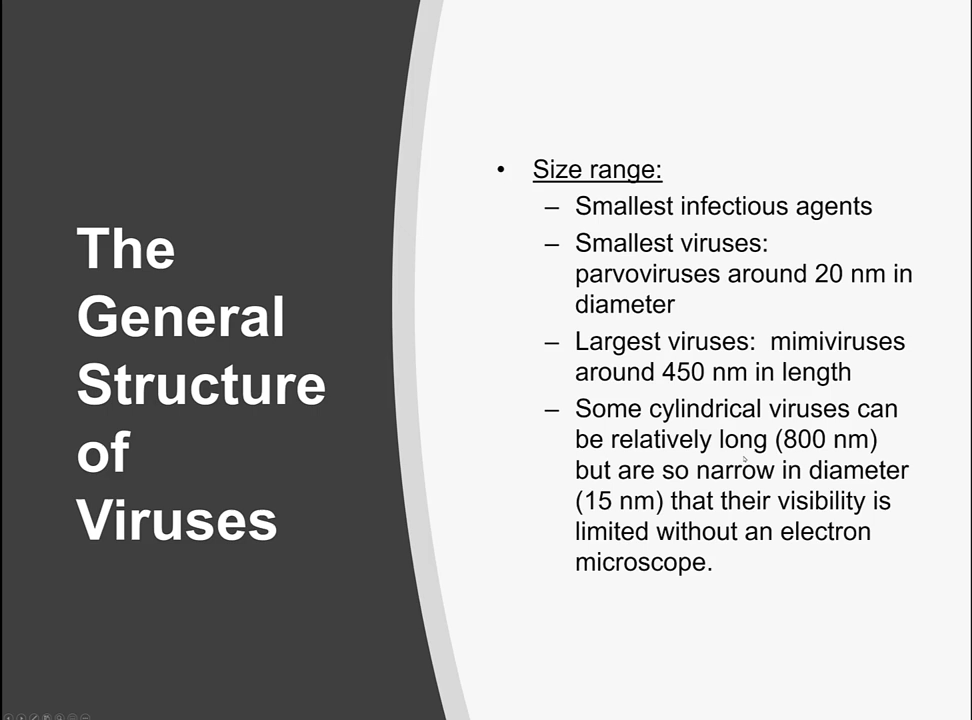 The
General
Structure
of
Viruses
• Size range:
– Smallest infectious agents
– Smallest viruses:
parvoviruses around 20 nm in
diameter
– Largest viruses:  mimiviruses
around 450 nm in length
– Some cylindrical viruses can
be relatively long (800 nm)
but are so narrow in diameter
(15 nm) that their visibility is
limited without an electron
microscope.